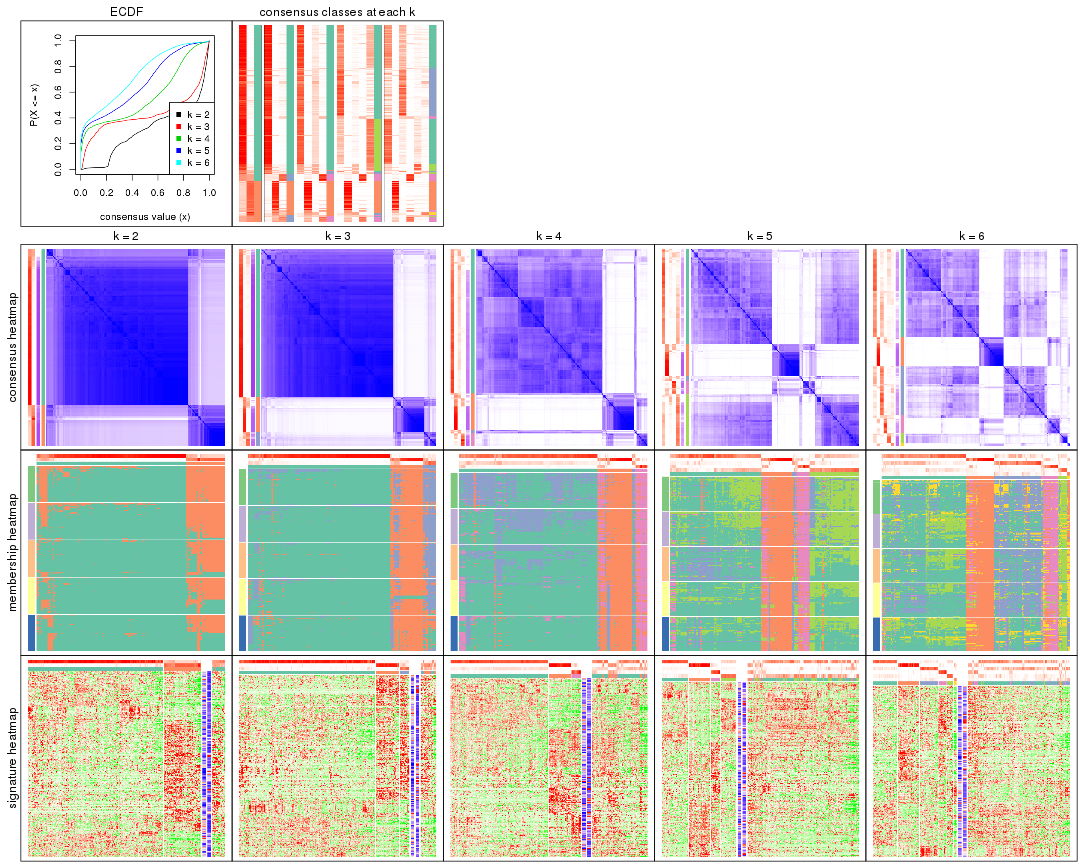 ECDF
consensus classes at each k
P(X <= x)
1.0
0.8
0.6
0.4
0.2
0.0
k = 2
k = 3
k = 4
k = 5
k = 6
0.0 0.2 0.4 0.6 0.8 1.0
consensus value (x)
k = 2
k = 3
k = 4
k = 5
k = 6
consensus heatmap
membership heatmap
signature heatmap